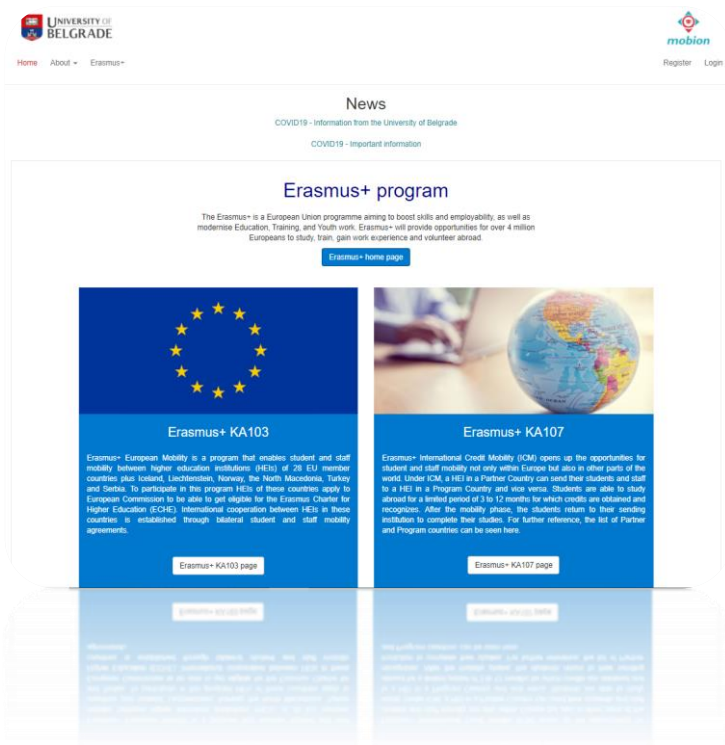 UNIVERSITY OF
BELGRADE
mobion
Home About Erasmus+ Register Login
News
COVID19 - Information from the University of Belgrade
COVID19 - Important information
Erasmus+ program
The Erasmus+ is a European Union programme aiming to boost skills and employability, as well as
modernise Education, Training, and Youth work. Erasmus+ will provide opportunities for over 4 million
Europeans to study, train, gain work experience and volunteer abroad.
Erasmus+ home page
Erasmus+ KA103
Erasmus+ European Mobility is a program that enables student and staff
mobility between higher education institutions (HEIs) of 28 EU member
countries plus Iceland, Liechtenstein, Norway, the North Macedonia, Turkey
and Serbia. To participate in this program HEIs of these countries apply to
European Commission to be able to get eligible for the Erasmus Charter for
Higher Education (ECHE). International cooperation between HEIs in these
countries is established through bilateral student and staff mobility
agreements.
Erasmus+ KA103 page
Erasmus+ KA107
Erasmus+ International Credit Mobility (ICM) opens up the opportunities for
student and staff mobility not only within Europe but also in other parts of the
world. Under ICM, a HEI in a Partner Country can send their students and staff
to a HEI in a Program Country and vice versa. Students are able to study
abroad for a limited period of 3 to 12 months for which credits are obtained and
recognizes. After the mobility phase, the students return to their sending
institution to complete their studies. For further reference, the list of Partner
and Program countries can be seen here.
Erasmus+ KA107 page